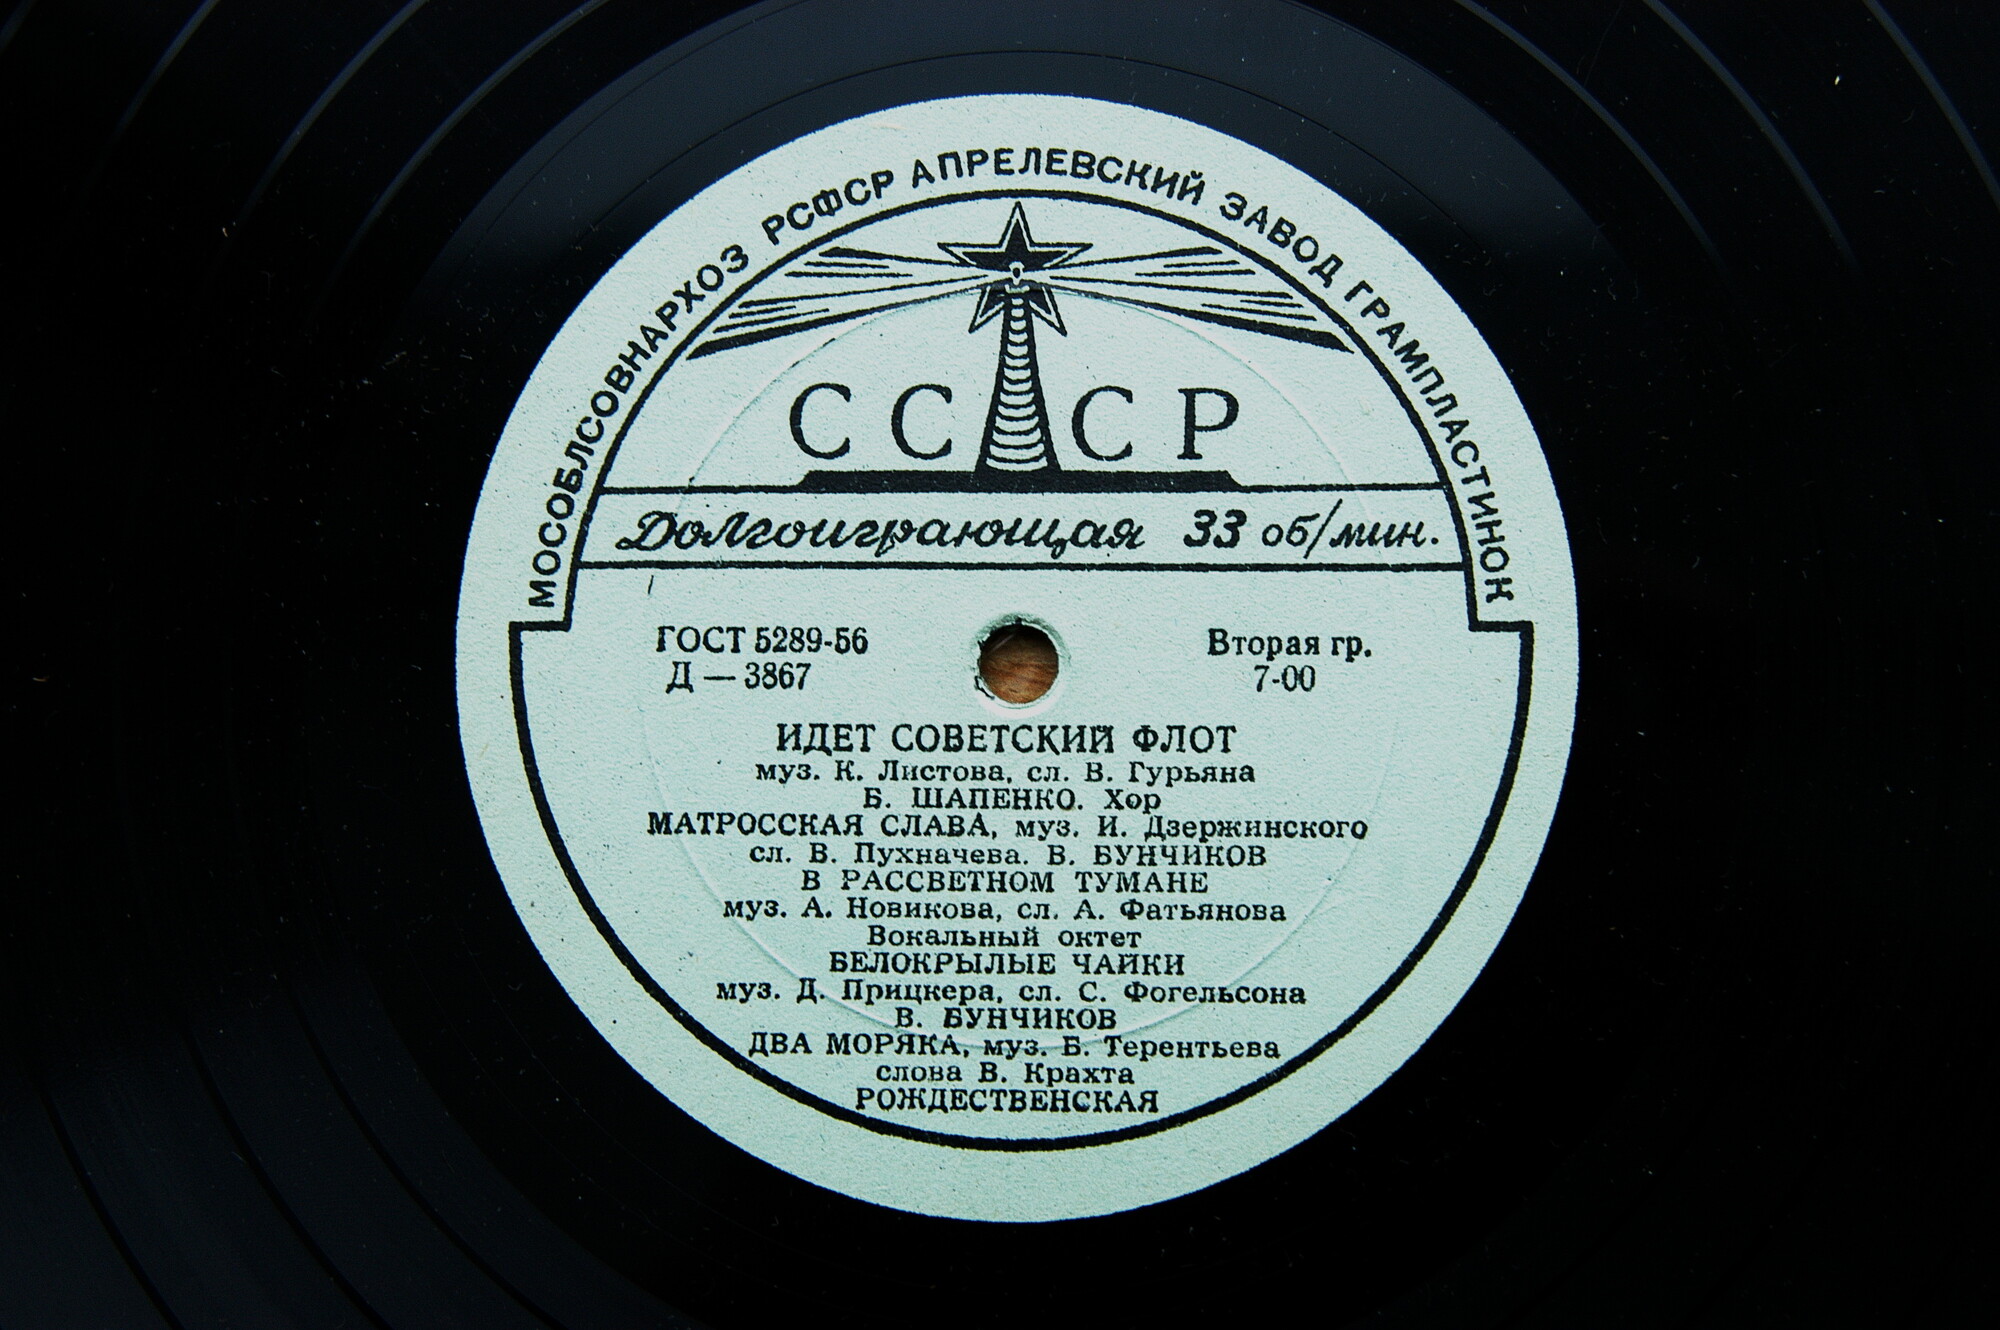 МОСОБЛСОВНАРХОЗ РСФСР АПРЕЛЕВСКИЙ ЗАВОД ГРАМПЛАСТИНОК
СССР
Долгоиграющая 33 об/мин.
ГОСТ 5289-56
Д — 3867
Вторая гр.
7-00
ИДЕТ СОВЕТСКИЙ ФЛОТ
муз. К. Листова, сл. В. Гурьяна
Б. ШАПЕНКО. Хор
МАТРОССКАЯ СЛАВА, муз. И. Дзержинского
сл. В. Пухначева. В. БУНЧИКОВ
В РАССВЕТНОМ ТУМАНЕ
муз. А. Новикова, сл. А. Фатьянова
Вокальный октет
БЕЛОКРЫЛЫЕ ЧАЙКИ
муз. Д. Прицкера, сл. С. Фогельсона
В. БУНЧИКОВ
ДВА МОРЯКА, муз. Б. Терентьева
слова В. Крахта
РОЖДЕСТВЕНСКАЯ